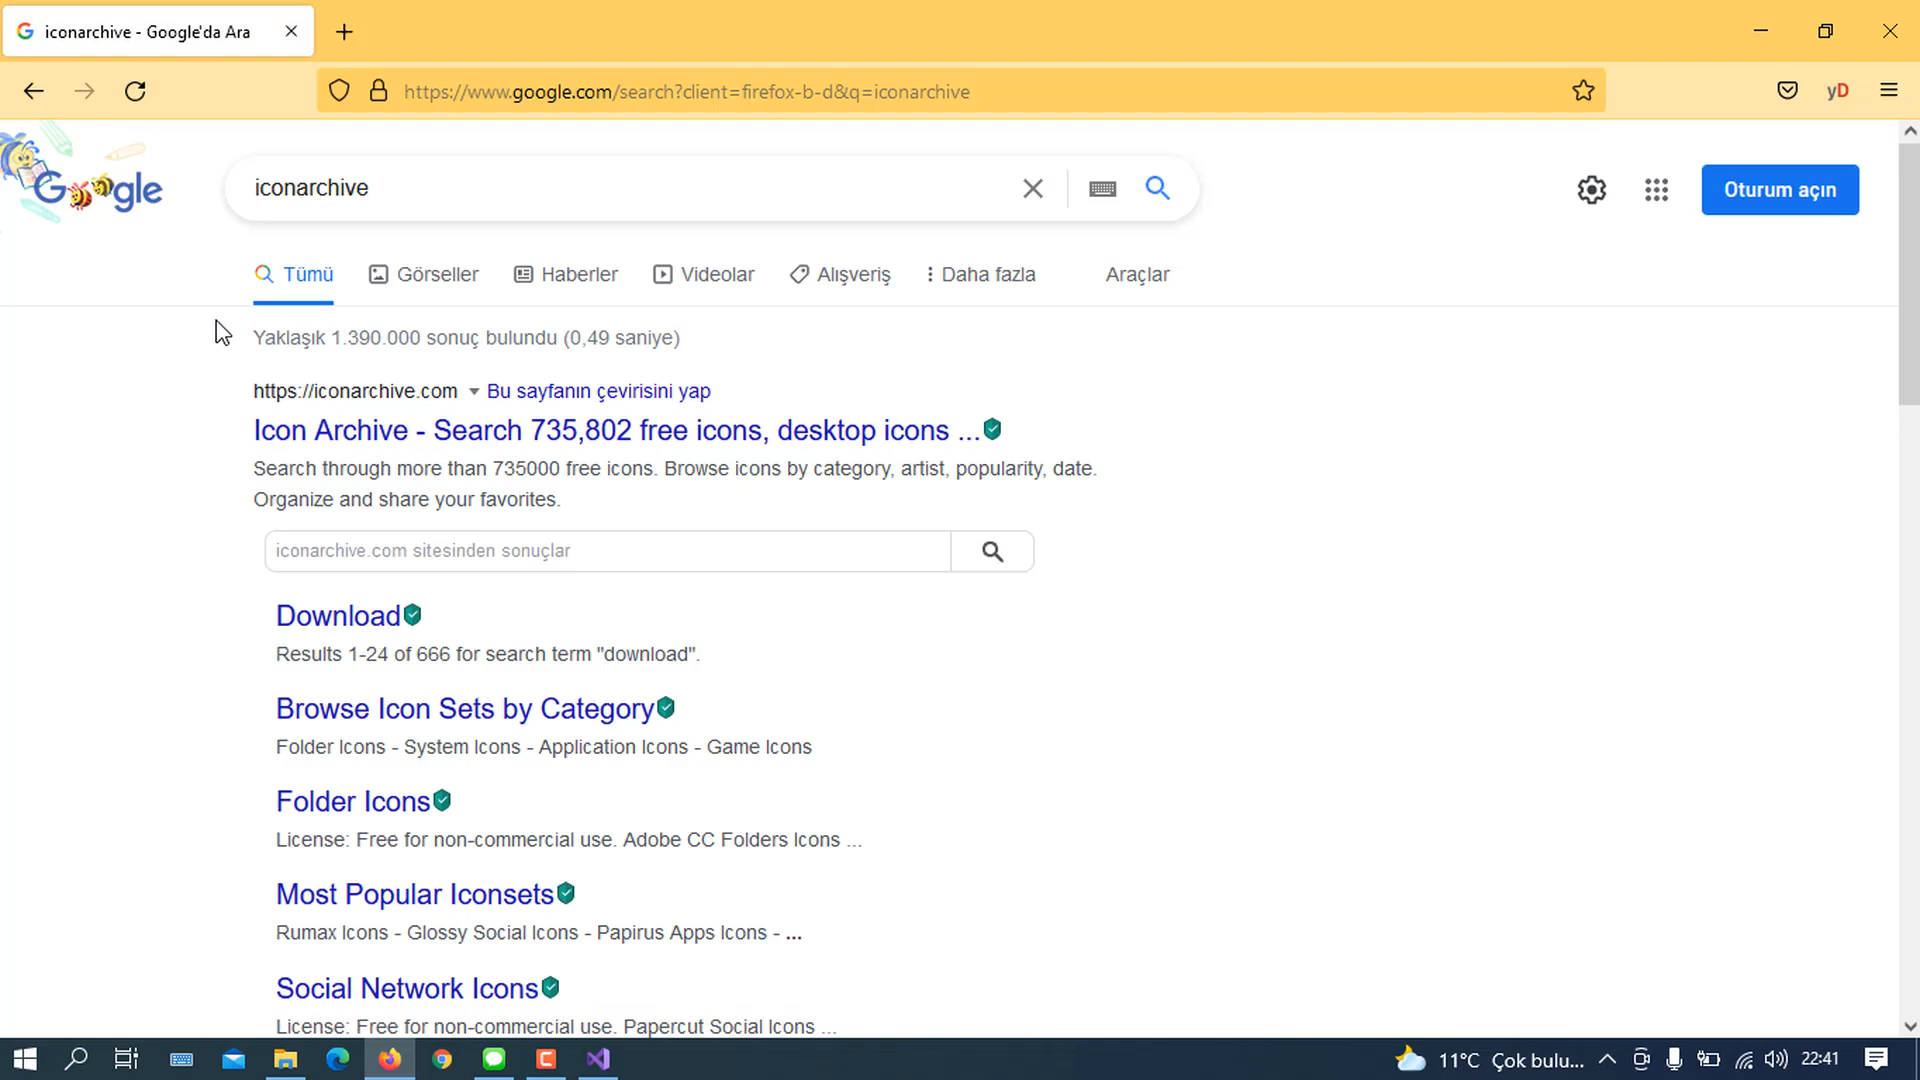 iconarchive - Google'da Ara
https://www.google.com/search?client=firefox-b-d&q=iconarchive
yD
Google
iconarchive
Oturum açın
Tümü
Görseller
Haberler
Videolar
Alışveriş
Daha fazla
Araçlar
Yaklaşık 1.390.000 sonuç bulundu (0,49 saniye)
https://iconarchive.com Bu sayfanın çevirisini yap
Icon Archive - Search 735,802 free icons, desktop icons ...
Search through more than 735000 free icons. Browse icons by category, artist, popularity, date.
Organize and share your favorites.
iconarchive.com sitesinden sonuçlar
Download
Results 1-24 of 666 for search term "download".
Browse Icon Sets by Category
Folder Icons - System Icons - Application Icons - Game Icons
Folder Icons
License: Free for non-commercial use. Adobe CC Folders Icons ...
Most Popular Iconsets
Rumax Icons - Glossy Social Icons - Papirus Apps Icons - ...
Social Network Icons
License: Free for non-commercial use. Papercut Social Icons ...
11°C Çok bulu...
22:41